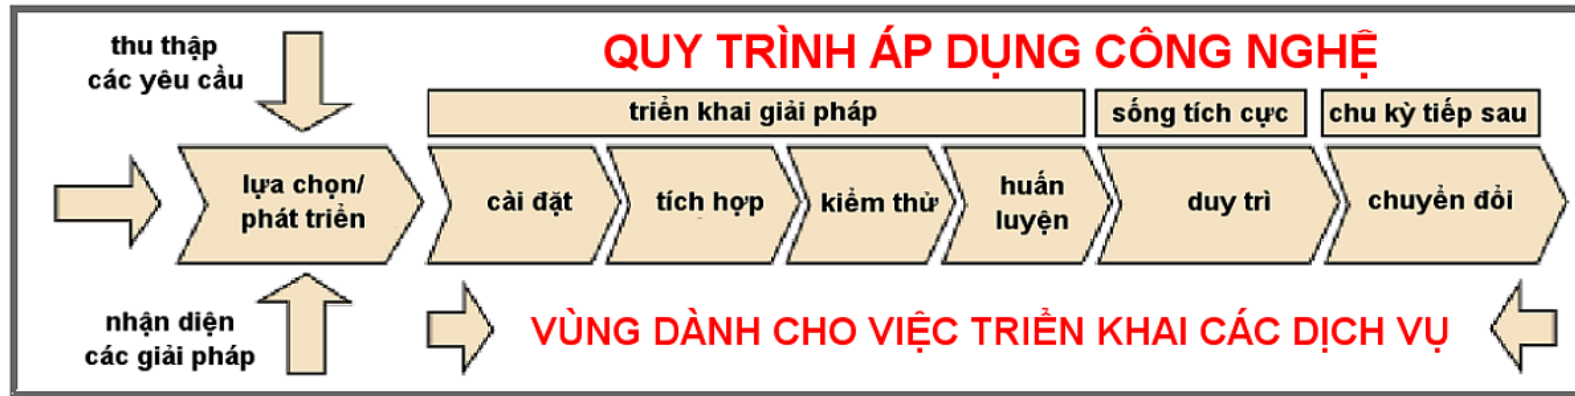 thu thập
các yêu cầu
QUY TRÌNH ÁP DỤNG CÔNG NGHỆ
triển khai giải pháp
sống tích cực
chu kỳ tiếp sau
lựa chọn/
phát triển
cài đặt
tích hợp
kiểm thử
huấn
luyện
duy trì
chuyển đổi
nhận diện
các giải pháp
VÙNG DÀNH CHO VIỆC TRIỂN KHAI CÁC DỊCH VỤ